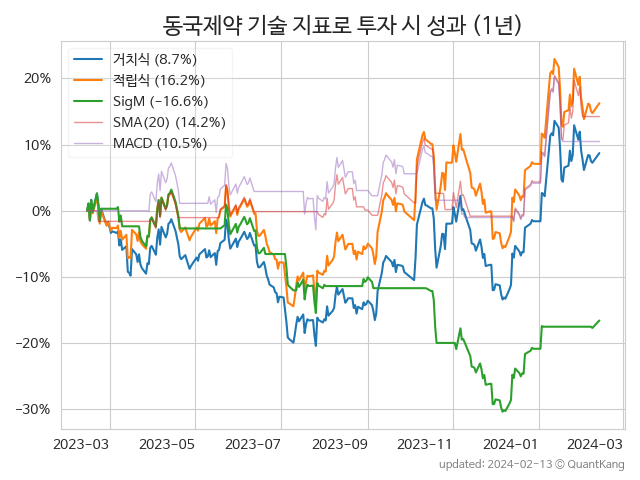 동국제약 기술 지표로 투자 시 성과 (1년)
거치식 (8.7%)
적립식 (16.2%)
SigM (−16.6%)
SMA(20) (14.2%)
MACD (10.5%)
20%
10%
0%
−10%
−20%
−30%
2023-03 2023-05 2023-07 2023-09 2023-11 2024-01 2024-03
updated: 2024-02-13 © QuantKang